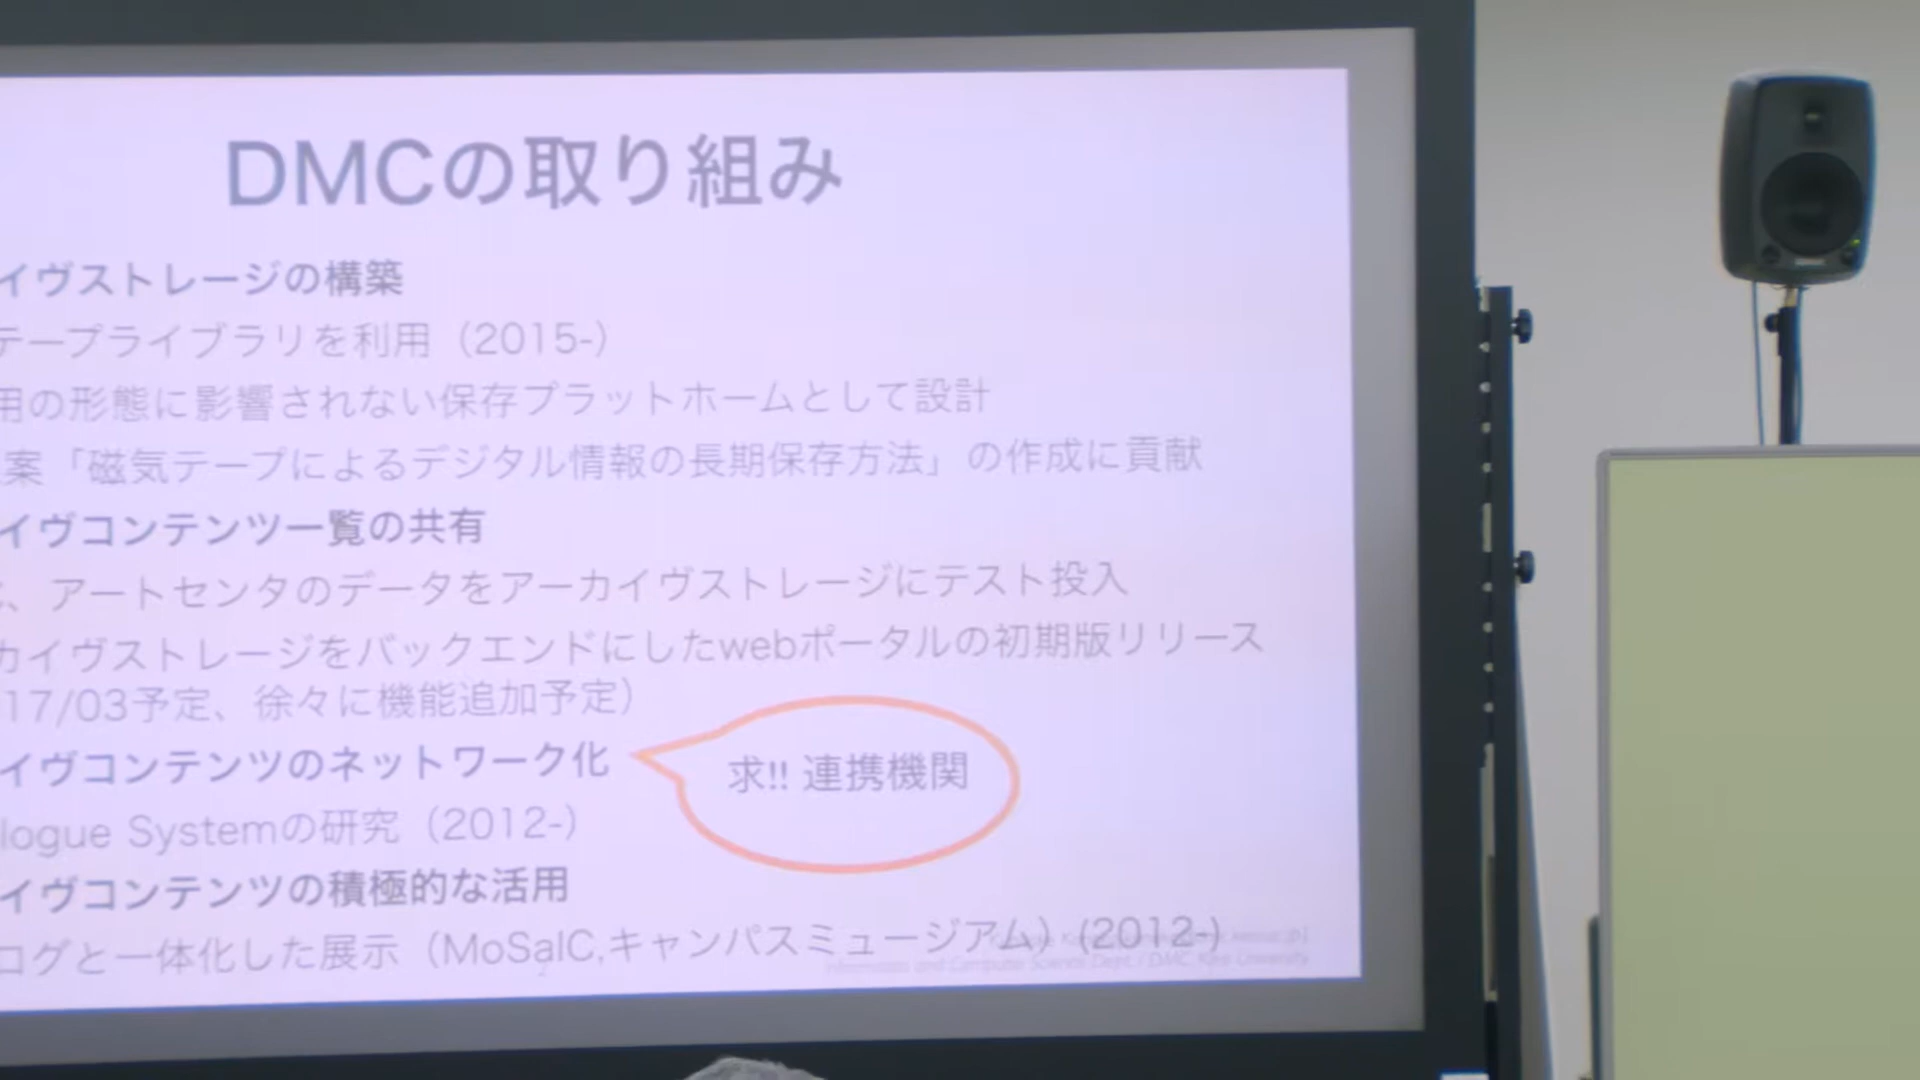 DMCの取り組み
イヴストレージの構築
テープライブラリを利用（2015-）
用の形態に影響されない保存プラットホームとして設計
案「磁気テープによるデジタル情報の長期保存方法」の作成に貢献
イヴコンテンツ一覧の共有
、アートセンタのデータをアーカイヴストレージにテスト投入
カイヴストレージをバックエンドにしたwebポータルの初期版リリース
17/03予定、徐々に機能追加予定）
イヴコンテンツのネットワーク化
求!! 連携機関
logue Systemの研究（2012-）
イヴコンテンツの積極的な活用
ログと一体化した展示（MoSaIC,キャンパスミュージアム）(2012-)
Information and Computer Science Dept. / DMC, Keio University